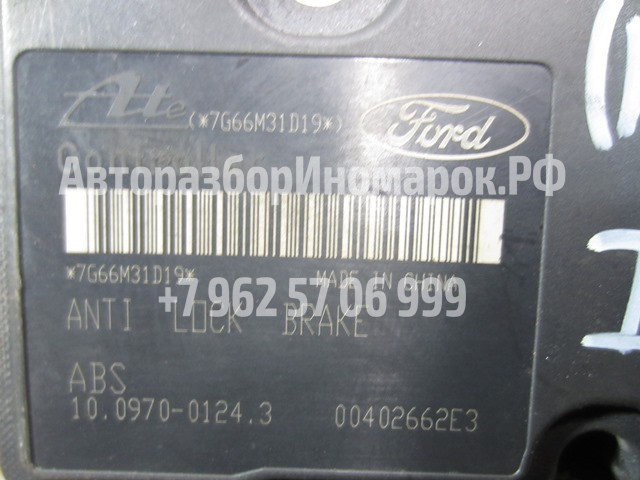 Ate (*7G66M31D19*) Ford
АвторазборИномарок.РФ
*7G66M31D19* MADE IN CHINA
+7 962 5706 999
ANTI LOCK BRAKE
ABS
10.0970-0124.3 00402662E3